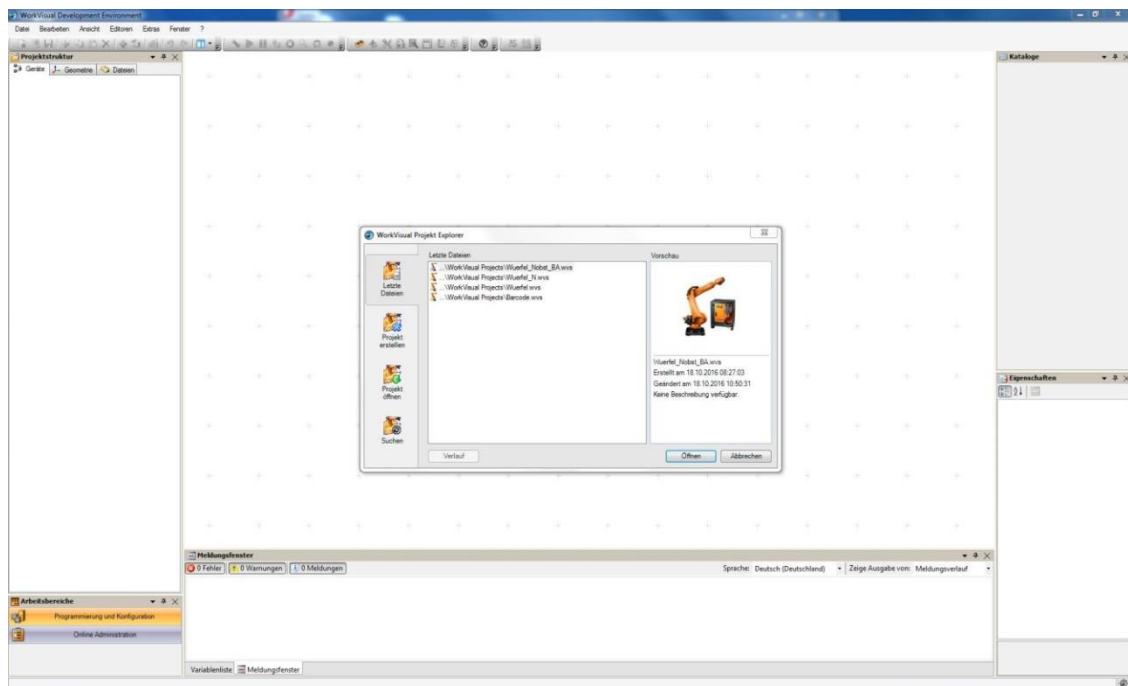 WorkVisual Development Environment
Datei Bearbeiten Ansicht Editoren Extras Fenster ?
Projektstruktur
Geräte Geometrie Dateien
Kataloge
WorkVisual Projekt Explorer
Letzte Dateien
Vorschau
Letzte
Dateien
...\WorkVisual Projects\Wuerfel_Nobst_BA.wvs
...\WorkVisual Projects\Wuerfel_N.wvs
...\WorkVisual Projects\Wuerfel.wvs
...\WorkVisual Projects\Barcode.wvs
Projekt
erstellen
Projekt
öffnen
Suchen
Wuerfel_Nobst_BA.wvs
Erstellt am 18.10.2016 08:27:03
Geändert am 18.10.2016 10:50:31
Keine Beschreibung verfügbar.
Verlauf
Öffnen
Abbrechen
Eigenschaften
Meldungsfenster
0 Fehler 0 Warnungen 0 Meldungen
Sprache: Deutsch (Deutschland) Zeige Ausgabe von: Meldungsverlauf
Arbeitsbereiche
Programmierung und Konfiguration
Online Administration
Variablenliste Meldungsfenster